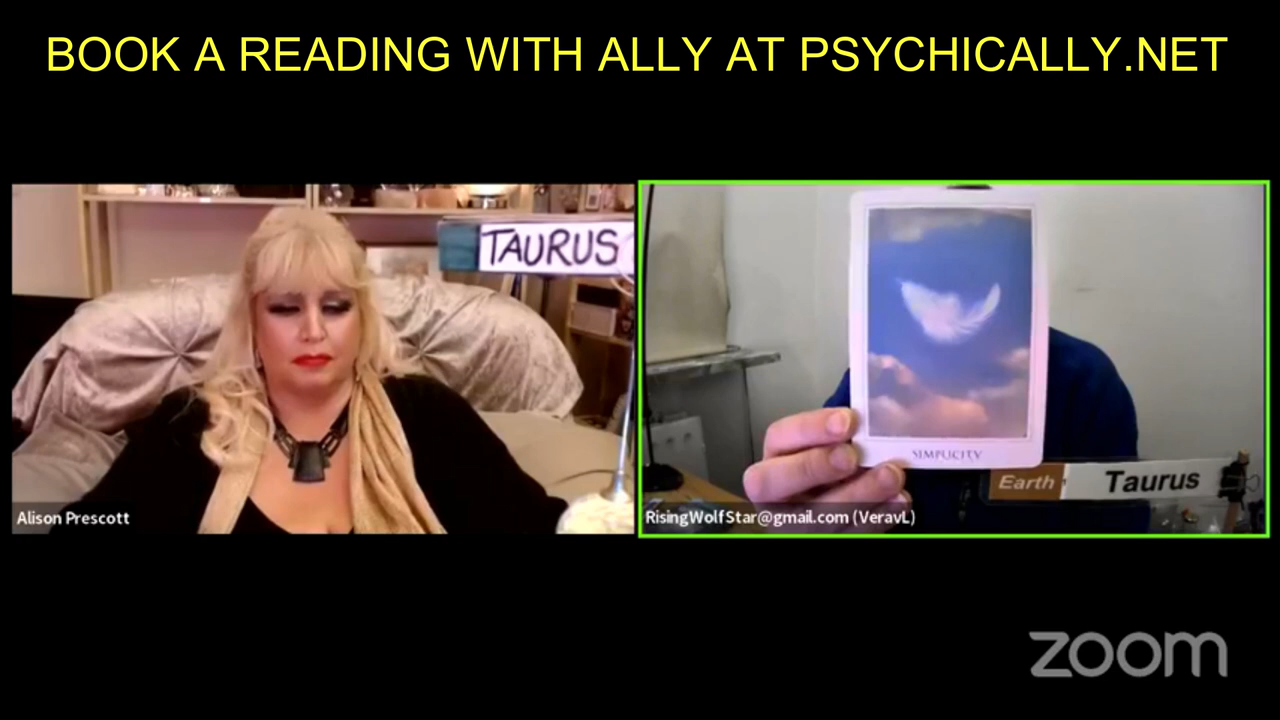 BOOK A READING WITH ALLY AT PSYCHICALLY.NET
TAURUS
SIMPLICITY
Earth
Taurus
Alison Prescott
RisingWolfStar@gmail.com (VeravL)
zoom